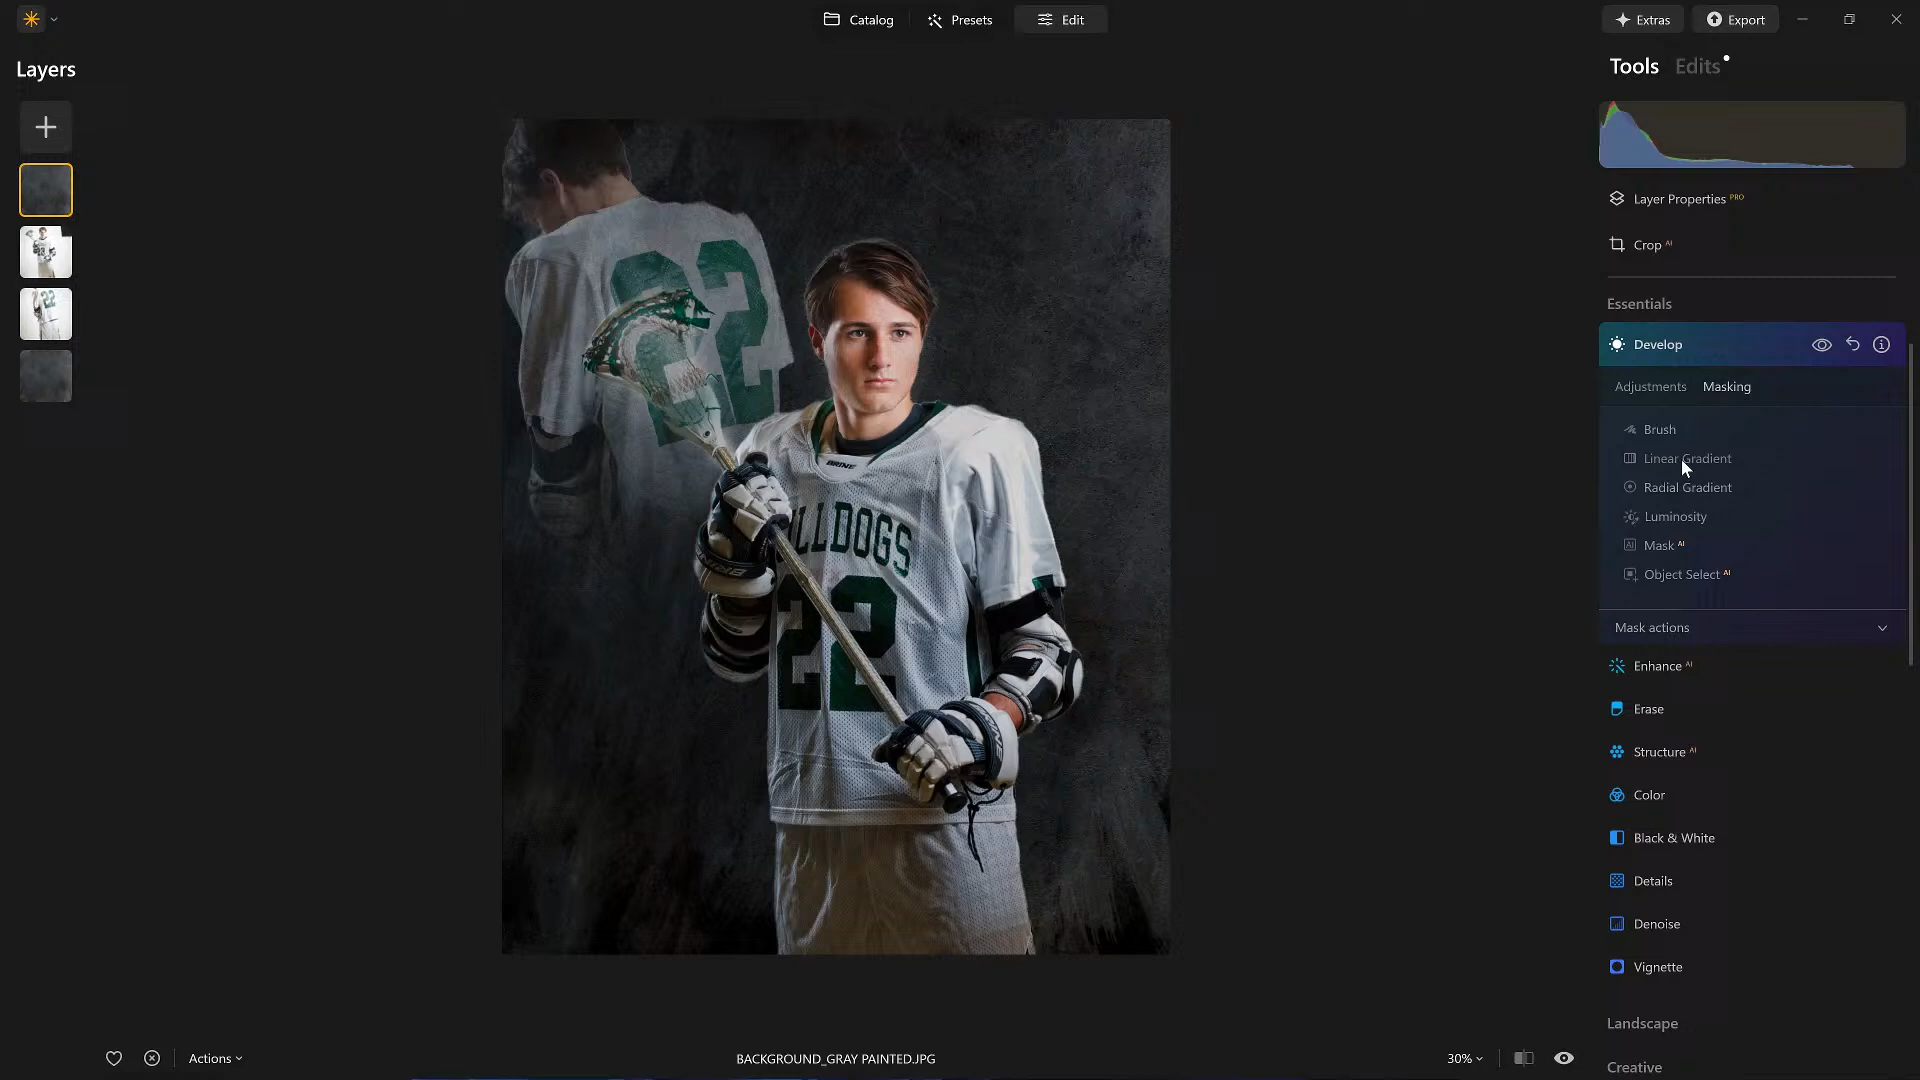 Catalog
Presets
Edit
Extras
Export
Layers
Tools
Edits
Layer Properties PRO
Crop AI
Essentials
Develop
Adjustments
Masking
Brush
Linear Gradient
Radial Gradient
Luminosity
Mask AI
Object Select AI
Mask actions
Enhance AI
Erase
Structure AI
Color
Black & White
Details
Denoise
Vignette
Landscape
Creative
22
BRINE
LLDOGS
22
BRINE
Actions
BACKGROUND_GRAY PAINTED.JPG
30%